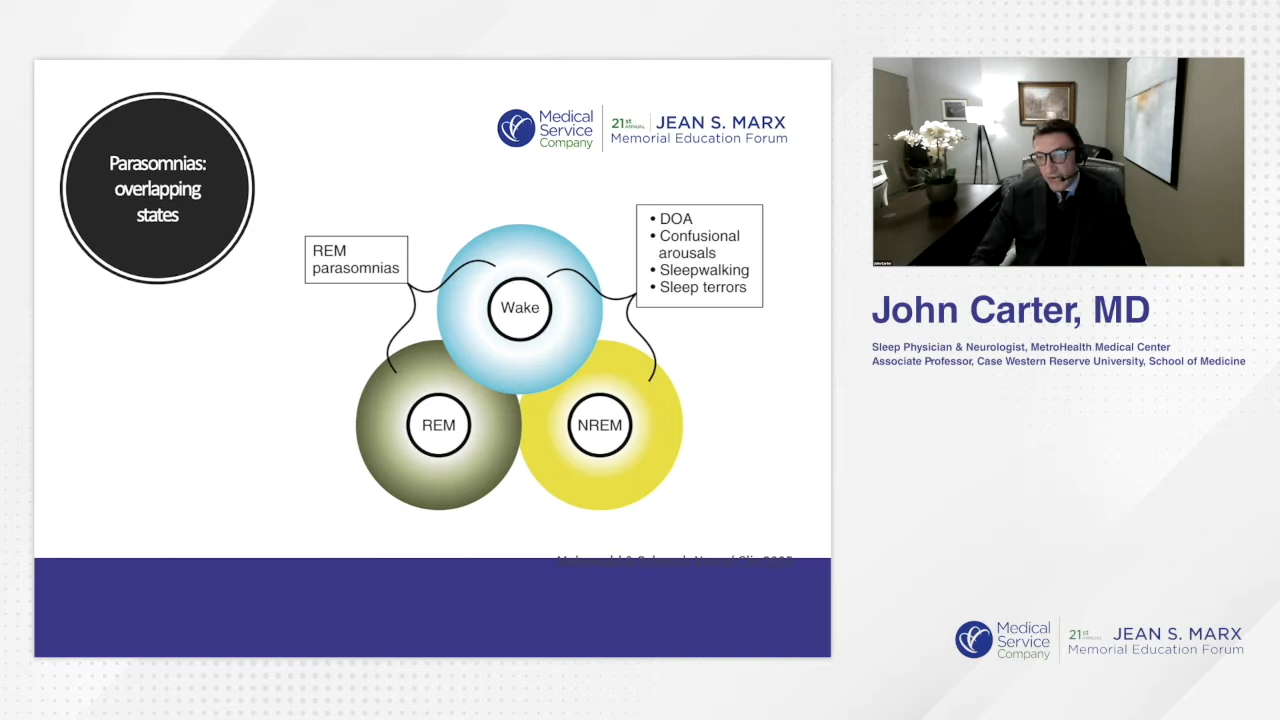 Parasomnias:
overlapping
states
Medical
Service
Company
21st
ANNUAL
JEAN S. MARX
Memorial Education Forum
REM
parasomnias
• DOA
• Confusional
arousals
• Sleepwalking
• Sleep terrors
Wake
REM
NREM
John Carter
John Carter, MD
Sleep Physician & Neurologist, MetroHealth Medical Center
Associate Professor, Case Western Reserve University, School of Medicine
Medical
Service
Company
21st
ANNUAL
JEAN S. MARX
Memorial Education Forum